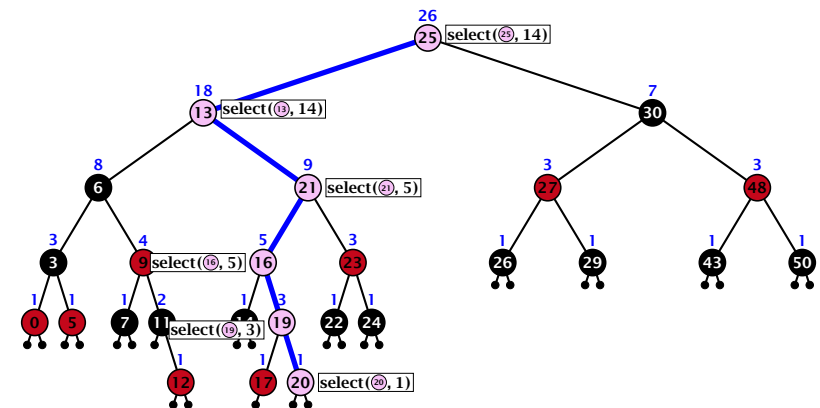 26
25 select(25, 14)
18 7
13 select(13, 14) 30
8 9 3 3
6 21 select(21, 5) 27 48
3 4 5 3 1 1 1 1
3 9 select(16, 5) 16 23 26 29 43 50
1 1 1 2 1 3 1 1
0 5 7 11 select(19, 3) 19 22 24
1 1 1
12 17 20 select(20, 1)